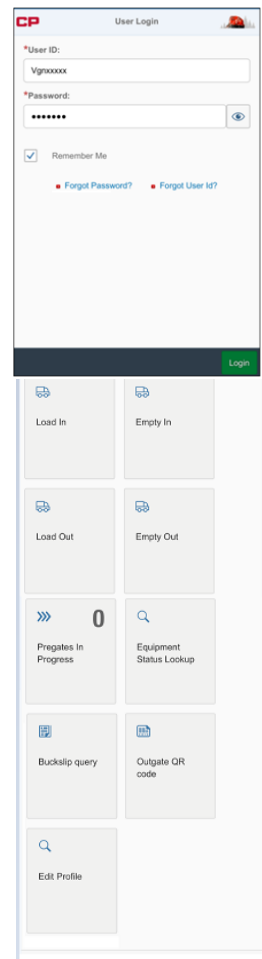 CP
User Login
*User ID:
Vgnxxxxx
*Password:
•••••••
Remember Me
Forgot Password?
Forgot User Id?
Login
Load In
Empty In
Load Out
Empty Out
0
Pregates In
Progress
Equipment
Status Lookup
Buckslip query
Outgate QR
code
Edit Profile